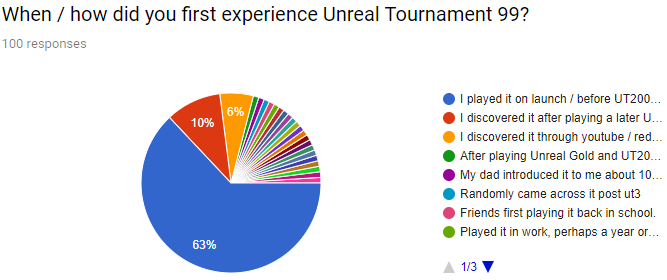 When / how did you first experience Unreal Tournament 99?
100 responses
I played it on launch / before UT200...
I discovered it after playing a later U...
I discovered it through youtube / red...
After playing Unreal Gold and UT20...
My dad introduced it to me about 10...
Randomly came across it post ut3
Friends first playing it back in school.
Played it in work, perhaps a year or...
1/3
63%
10%
6%